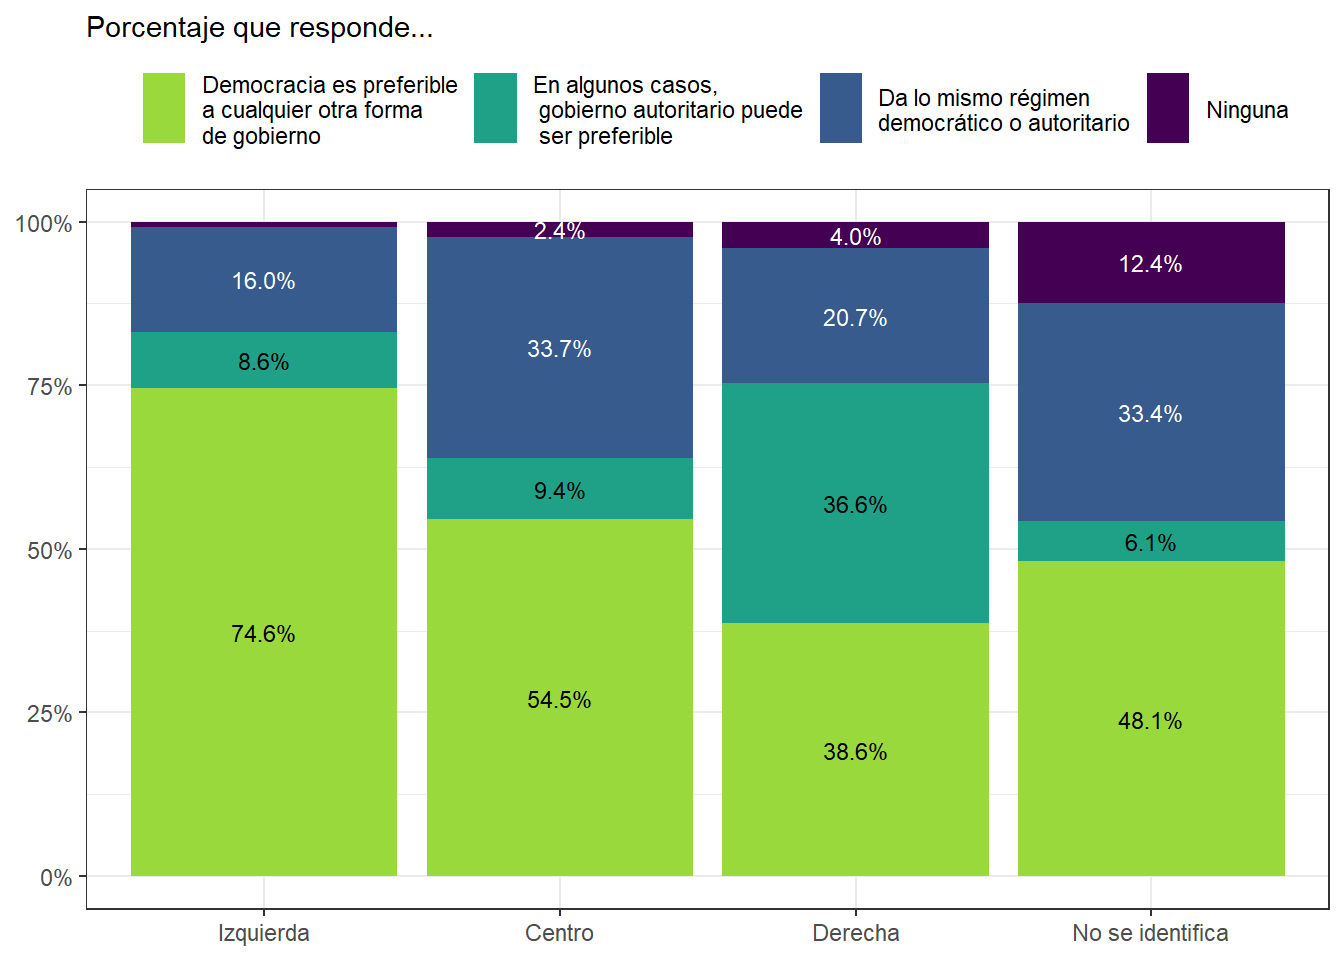 Porcentaje que responde...
Democracia es preferible
a cualquier otra forma
de gobierno
En algunos casos,
gobierno autoritario puede
ser preferible
Da lo mismo régimen
democrático o autoritario
Ninguna
100%
75%
50%
25%
0%
16.0%
8.6%
74.6%
2.4%
33.7%
9.4%
54.5%
4.0%
20.7%
36.6%
38.6%
12.4%
33.4%
6.1%
48.1%
Izquierda
Centro
Derecha
No se identifica